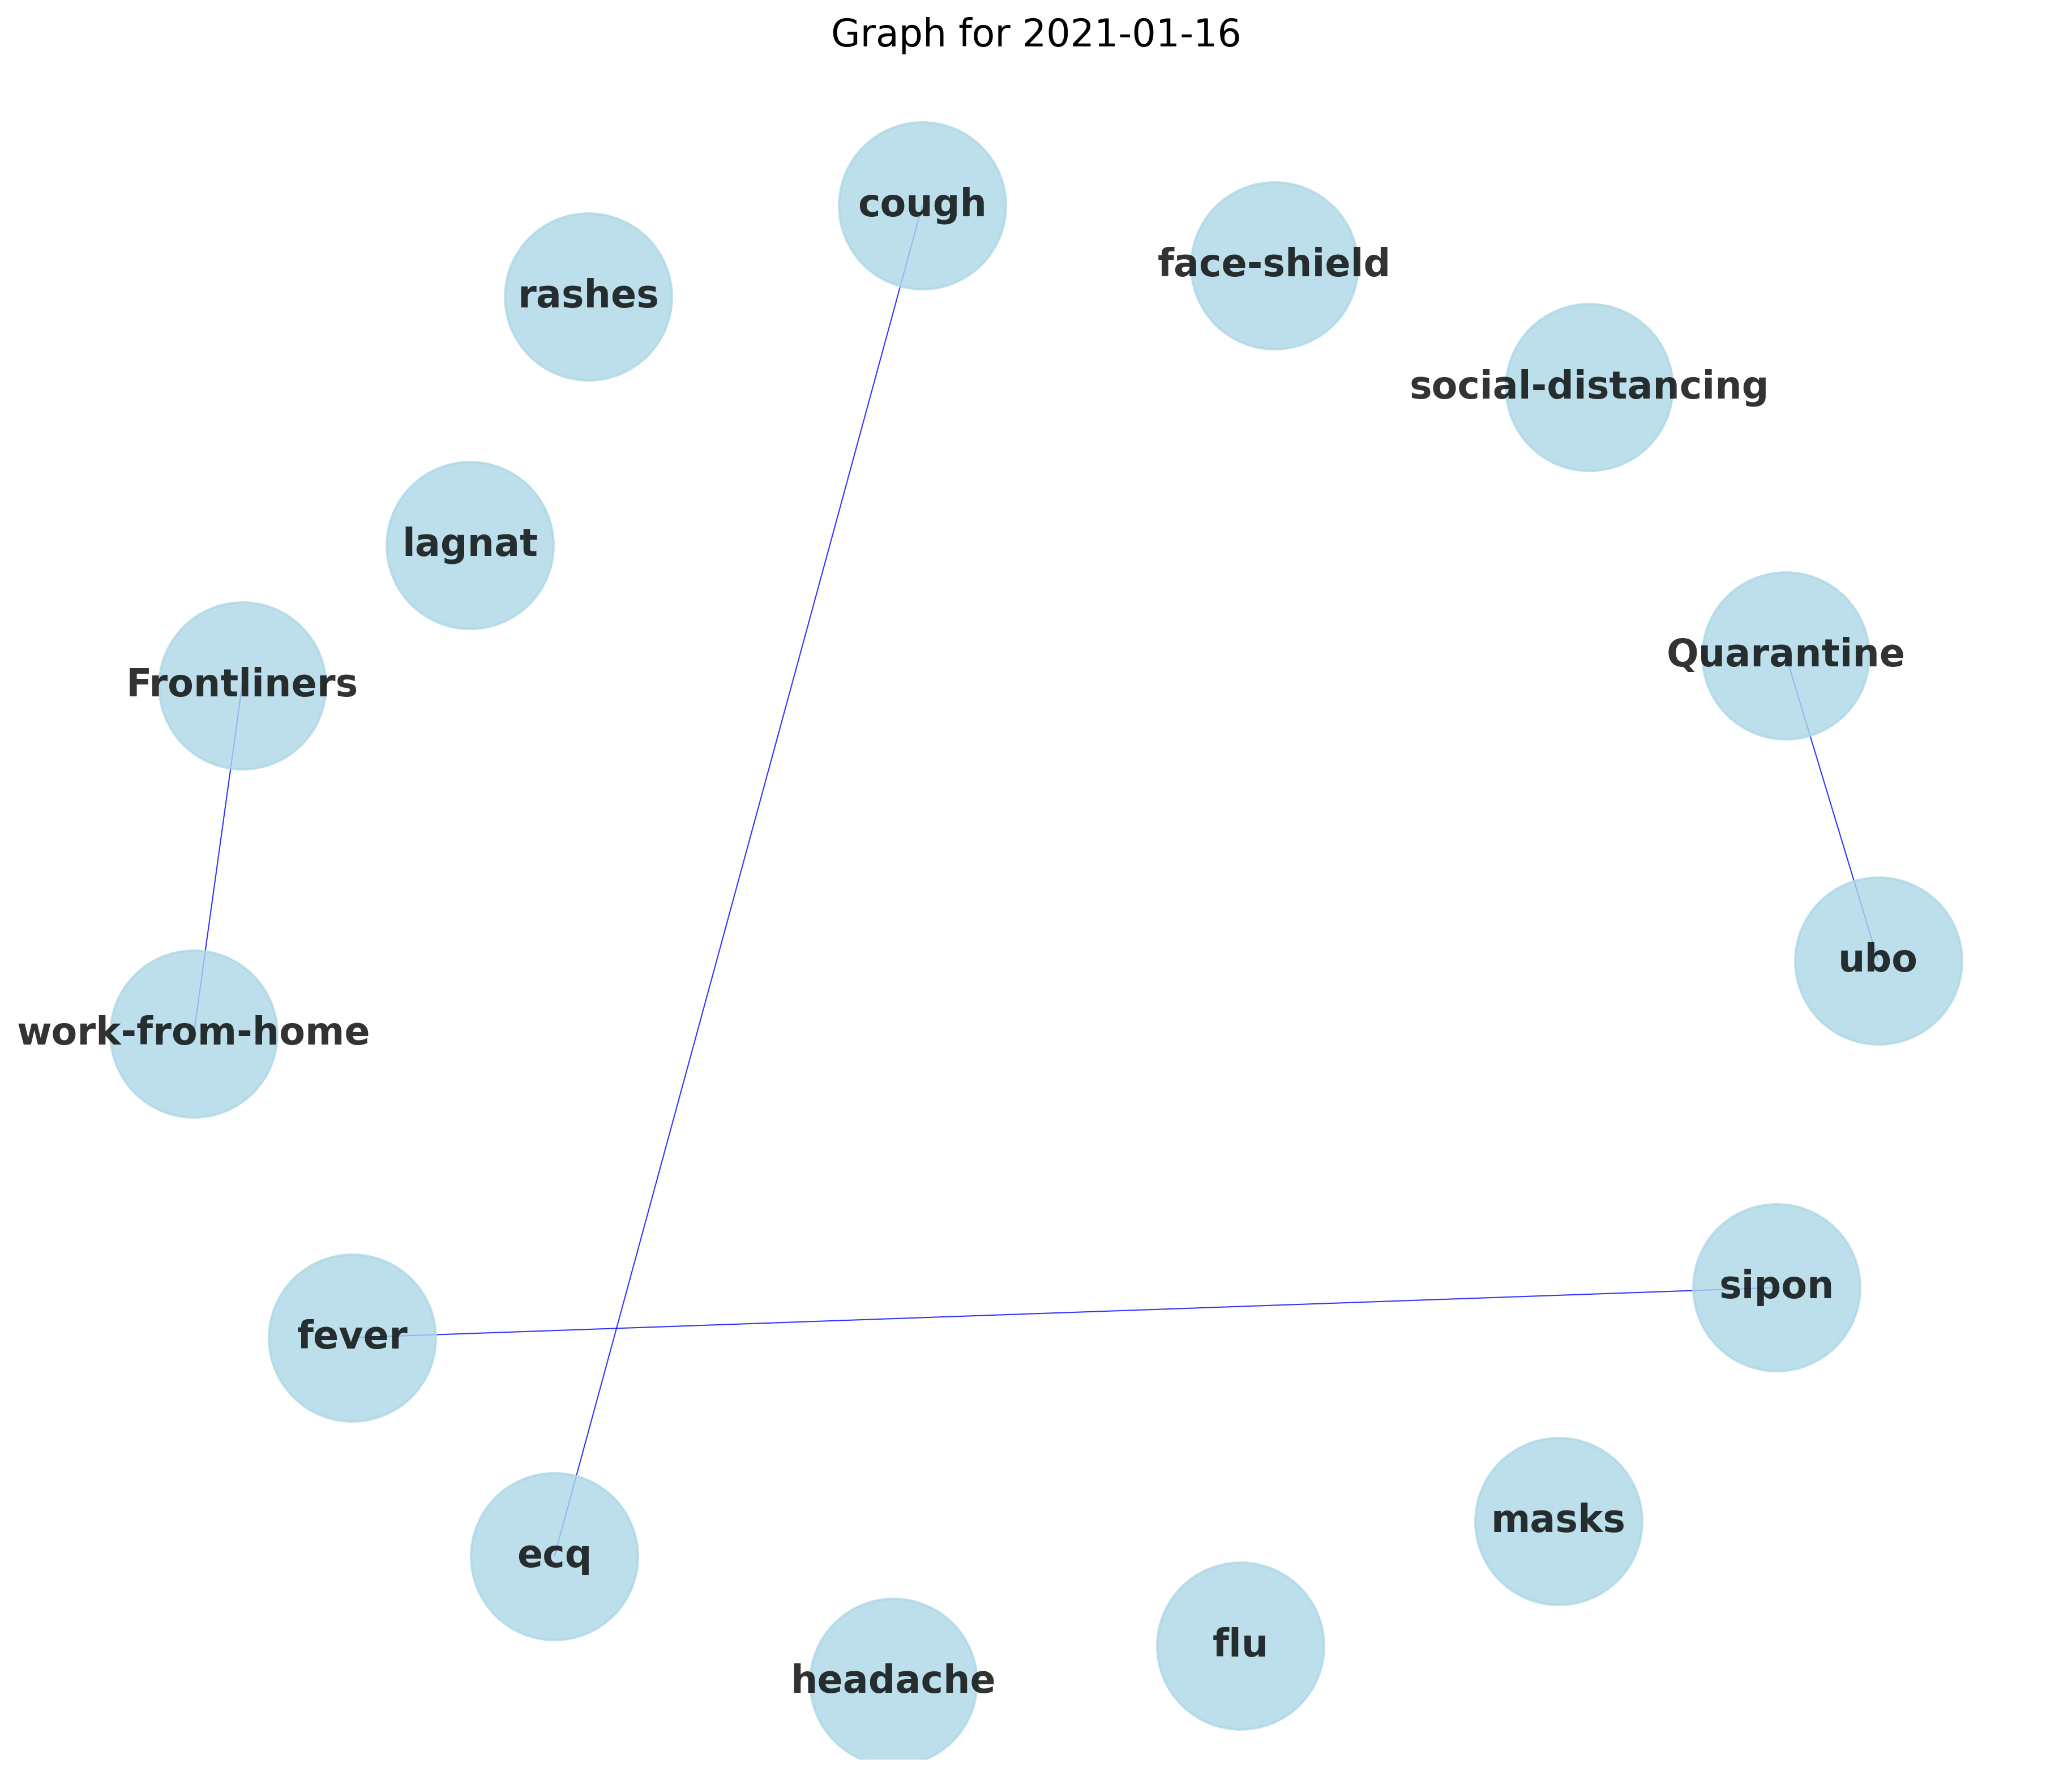 Graph for 2021-01-16
cough
face-shield
rashes
social-distancing
lagnat
Quarantine
Frontliners
ubo
work-from-home
sipon
fever
masks
ecq
flu
headache